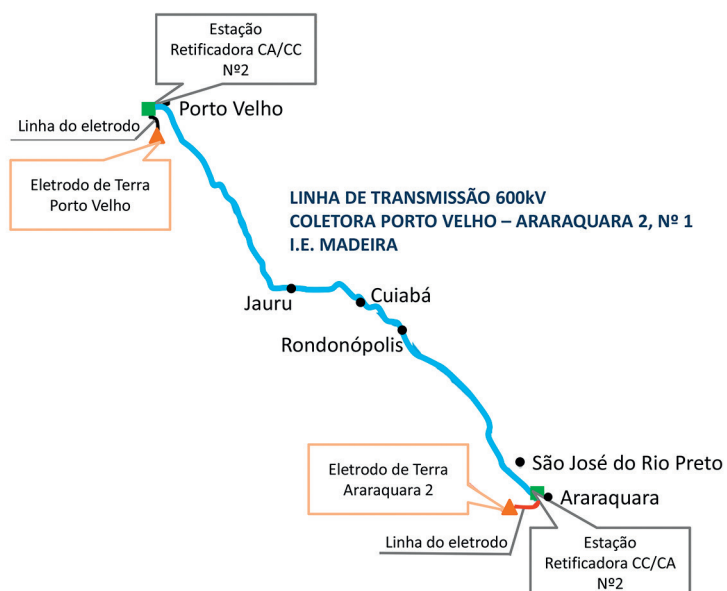 Estação
Retificadora CA/CC
Nº2
Porto Velho
Linha do eletrodo
Eletrodo de Terra
Porto Velho
LINHA DE TRANSMISSÃO 600kV
COLETORA PORTO VELHO – ARARAQUARA 2, Nº 1
I.E. MADEIRA
Jauru
Cuiabá
Rondonópolis
São José do Rio Preto
Eletrodo de Terra
Araraquara 2
Araraquara
Linha do eletrodo
Estação
Retificadora CC/CA
Nº2